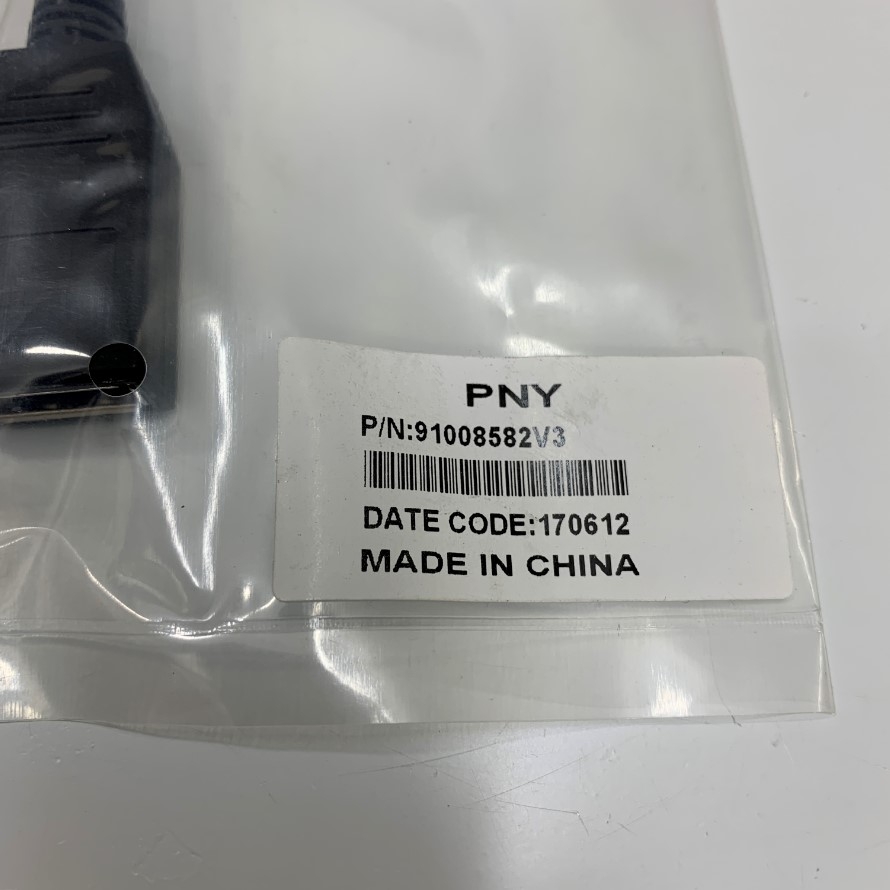 PNY
P/N:91008582V3
DATE CODE:170612
MADE IN CHINA